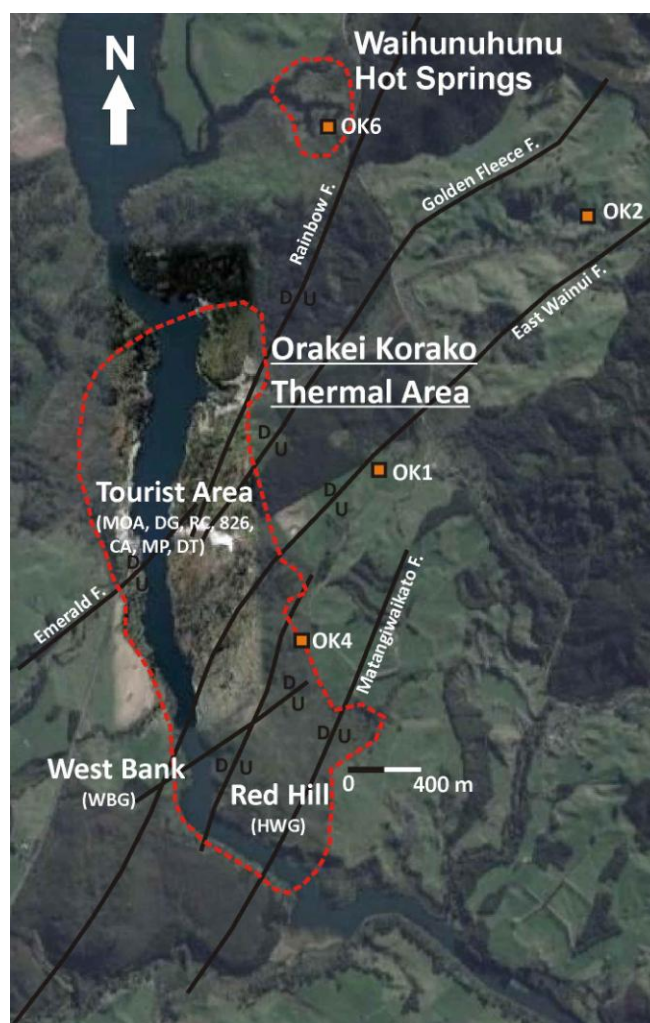 N
Waihunuhunu
Hot Springs
OK6
Golden Fleece F.
OK2
Rainbow F.
East Wainui F.
D U
Orakei Korako
Thermal Area
D
U
OK1
D
U
Tourist Area
(MOA, DG, RC, 826,
CA, MP, DT)
D
U
Emerald F.
Matangiwaikato F.
OK4
D
U
D U
West Bank
(WBG)
D U
Red Hill
(HWG)
0 400 m